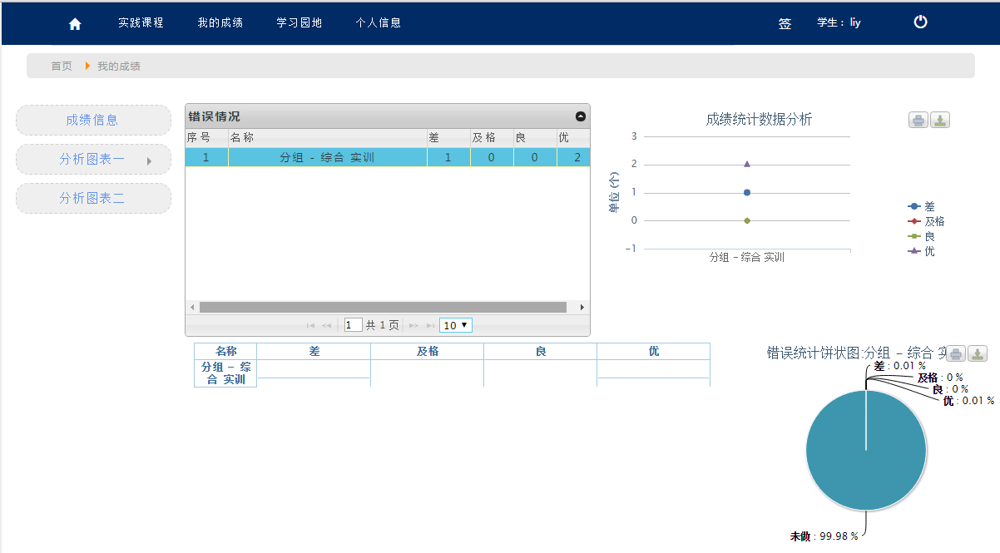 实践课程 我的成绩 学习园地 个人信息 签 学生：liy
首页 我的成绩
成绩信息
分析图表一
分析图表二
错误情况
序号 名称 差 及格 良 优
1 分组 - 综合 实训 1 0 0 2
1 共 1 页 10
成绩统计数据分析
单位 (个)
3
2
1
0
-1
分组 - 综合 实训
差
及格
良
优
名称 差 及格 良 优
分组 - 综
合 实训
错误统计饼状图:分组 - 综合 实
差 : 0.01 %
及格 : 0 %
良 : 0 %
优 : 0.01 %
未做 : 99.98 %